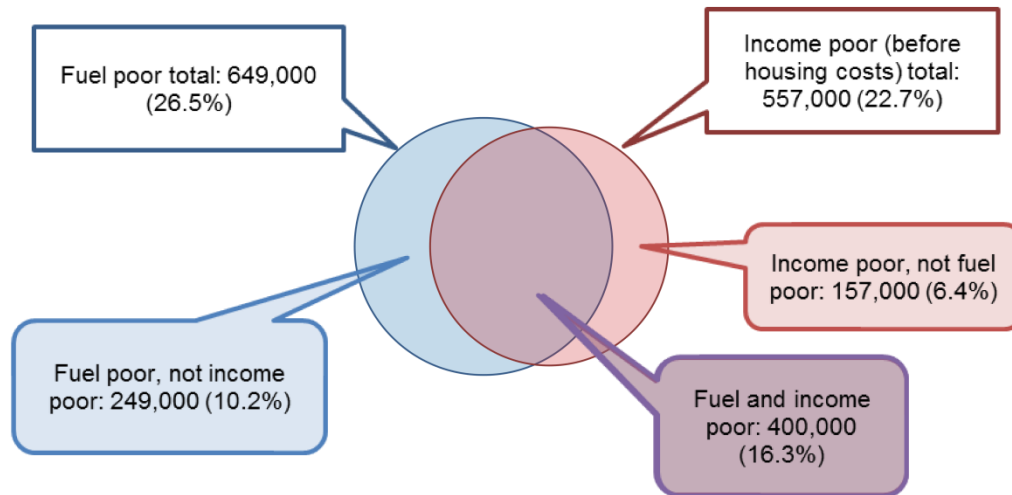 Fuel poor total: 649,000
(26.5%)
Income poor (before
housing costs) total:
557,000 (22.7%)
Income poor, not fuel
poor: 157,000 (6.4%)
Fuel poor, not income
poor: 249,000 (10.2%)
Fuel and income
poor: 400,000
(16.3%)